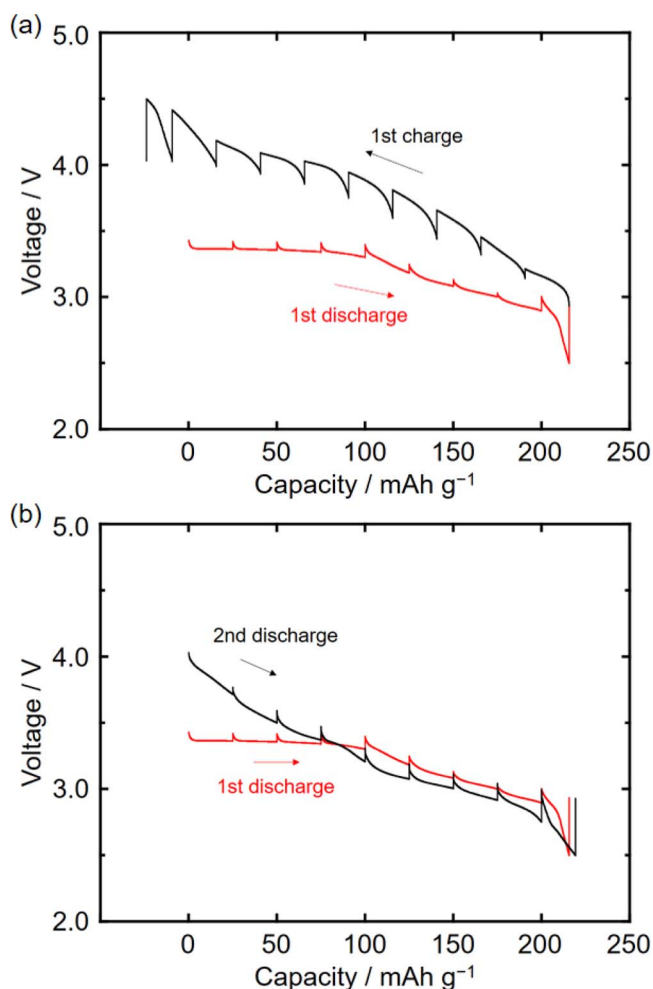 (a)
5.0
4.0
3.0
2.0
Voltage / V
1st charge
1st discharge
0 50 100 150 200 250
Capacity / mAh g⁻¹
(b)
5.0
4.0
3.0
2.0
Voltage / V
2nd discharge
1st discharge
0 50 100 150 200 250
Capacity / mAh g⁻¹